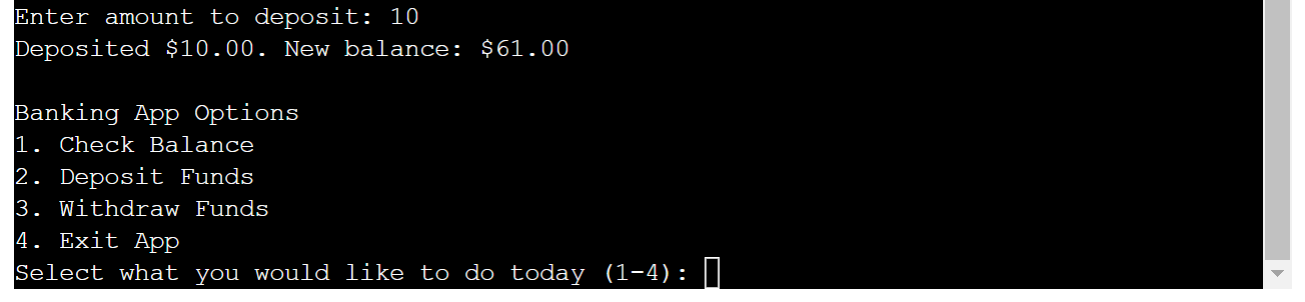 Enter amount to deposit: 10
Deposited $10.00. New balance: $61.00
Banking App Options
1. Check Balance
2. Deposit Funds
3. Withdraw Funds
4. Exit App
Select what you would like to do today (1-4):